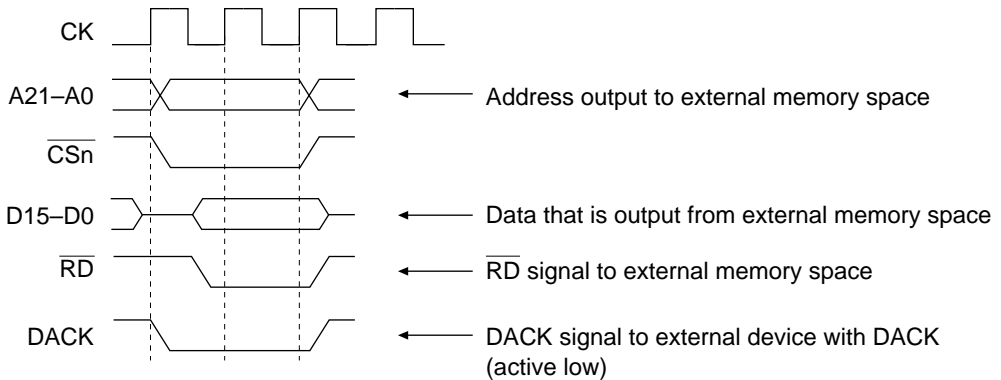 CK
A21–A0
Address output to external memory space
CSn
D15–D0
Data that is output from external memory space
RD
RD signal to external memory space
DACK
DACK signal to external device with DACK
(active low)